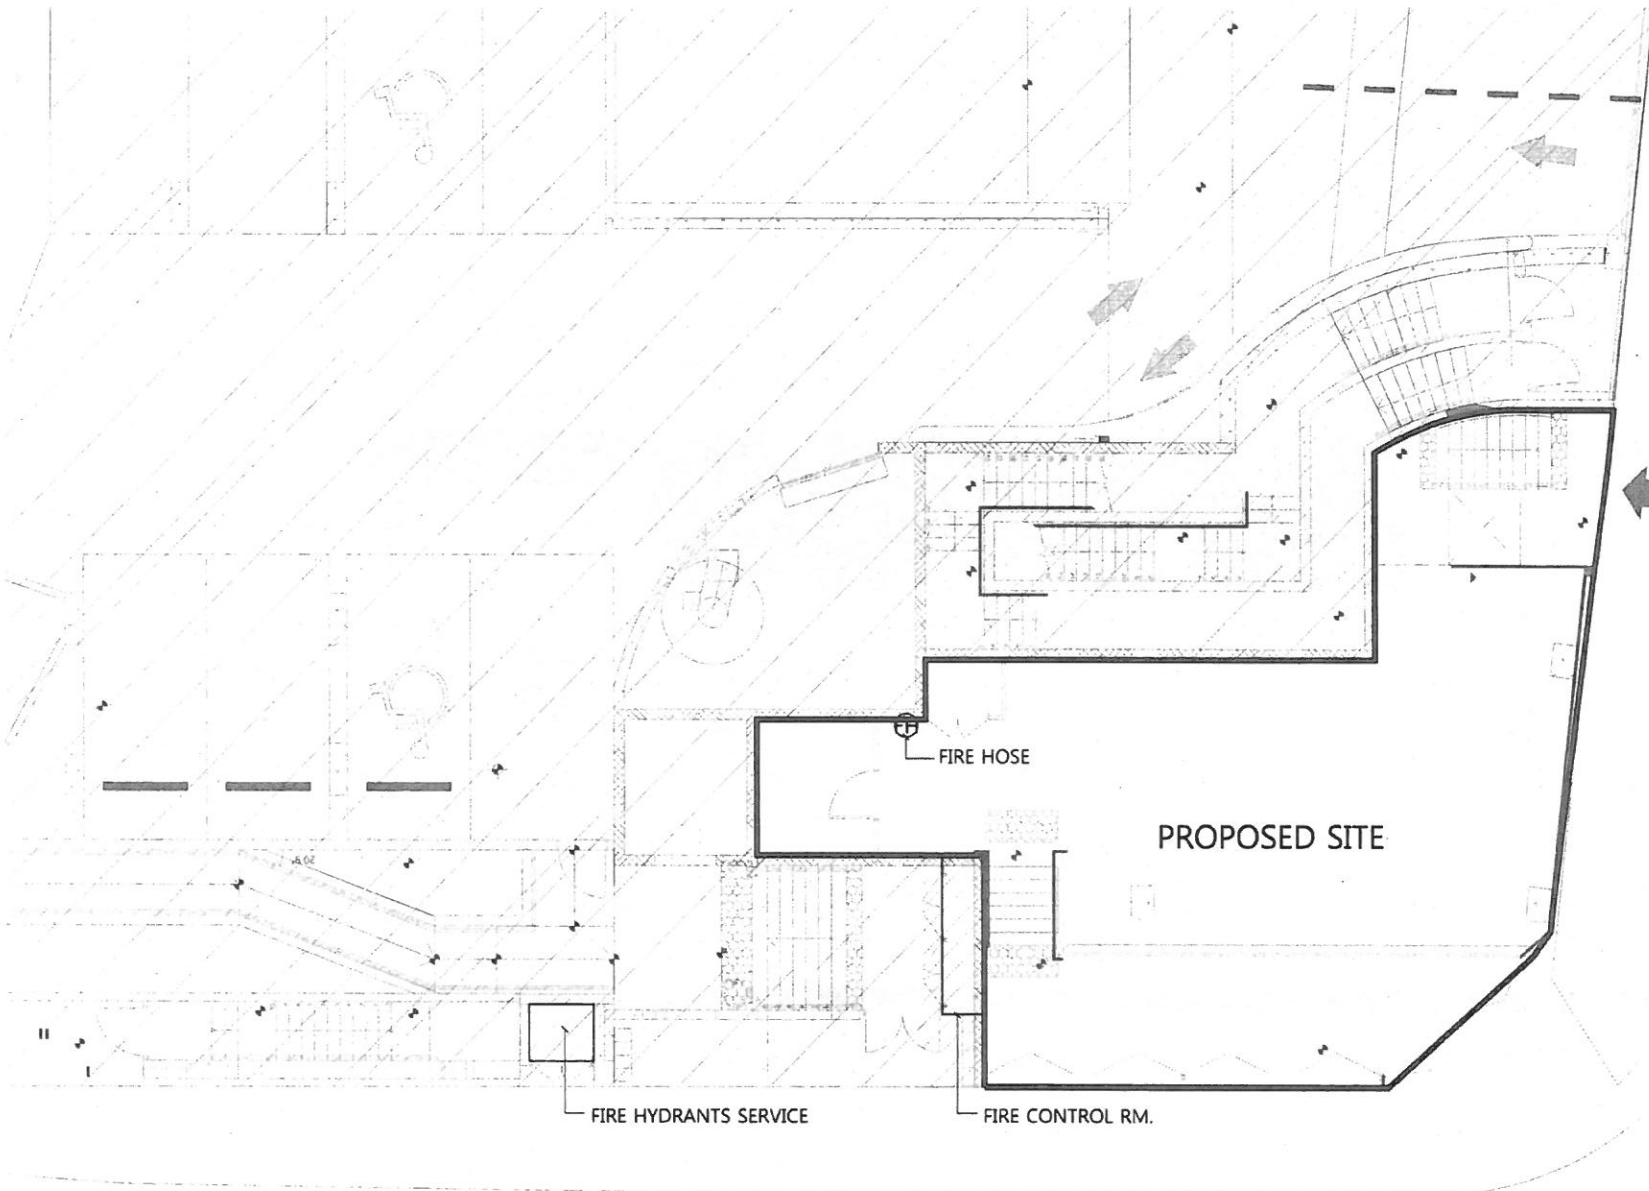 FIRE HOSE
PROPOSED SITE
FIRE HYDRANTS SERVICE
FIRE CONTROL RM.